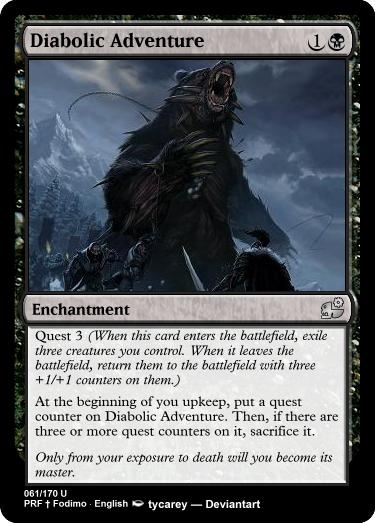 Diabolic Adventure 1
Enchantment
Quest 3 (When this card enters the battlefield, exile
three creatures you control. When it leaves the
battlefield, return them to the battlefield with three
+1/+1 counters on them.)
At the beginning of you upkeep, put a quest
counter on Diabolic Adventure. Then, if there are
three or more quest counters on it, sacrifice it.
Only from your exposure to death will you become its
master.
061/170 U
PRF † Fodimo · English tycarey — Deviantart